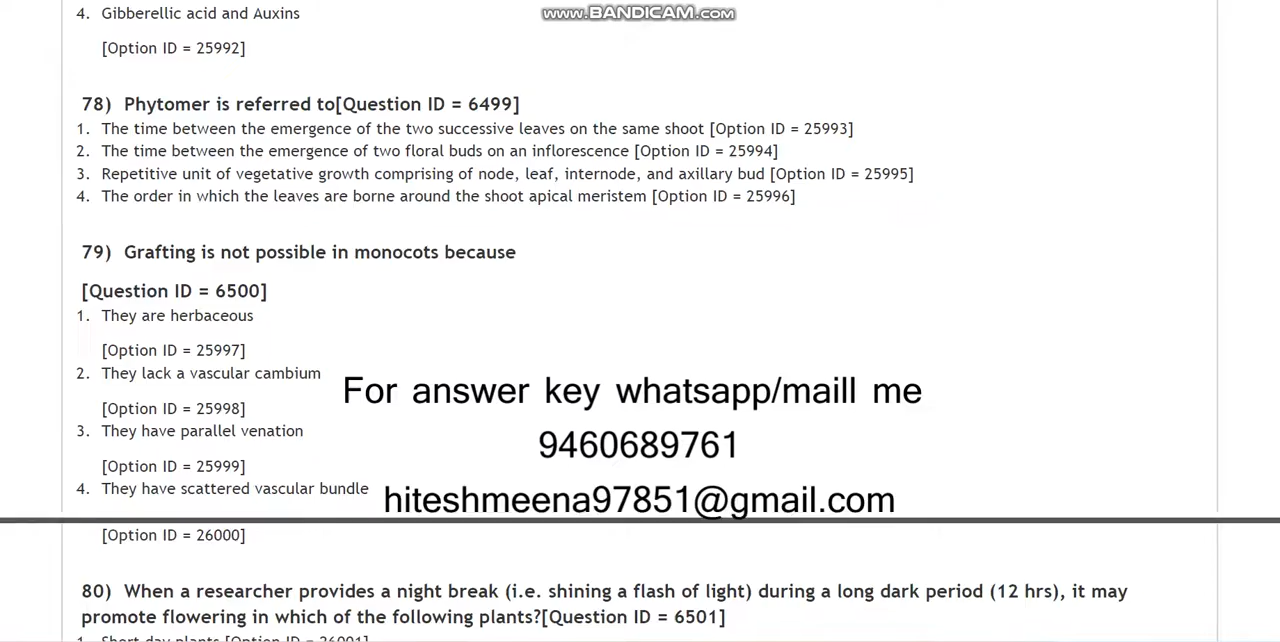 4. Gibberellic acid and Auxins
www.BANDICAM.com
[Option ID = 25992]
78) Phytomer is referred to[Question ID = 6499]
1. The time between the emergence of the two successive leaves on the same shoot [Option ID = 25993]
2. The time between the emergence of two floral buds on an inflorescence [Option ID = 25994]
3. Repetitive unit of vegetative growth comprising of node, leaf, internode, and axillary bud [Option ID = 25995]
4. The order in which the leaves are borne around the shoot apical meristem [Option ID = 25996]
79) Grafting is not possible in monocots because
[Question ID = 6500]
1. They are herbaceous
[Option ID = 25997]
2. They lack a vascular cambium
For answer key whatsapp/maill me
[Option ID = 25998]
3. They have parallel venation
9460689761
[Option ID = 25999]
4. They have scattered vascular bundle
hiteshmeena97851@gmail.com
[Option ID = 26000]
80) When a researcher provides a night break (i.e. shining a flash of light) during a long dark period (12 hrs), it may
promote flowering in which of the following plants?[Question ID = 6501]
1. Short day plants [Option ID = 26001]